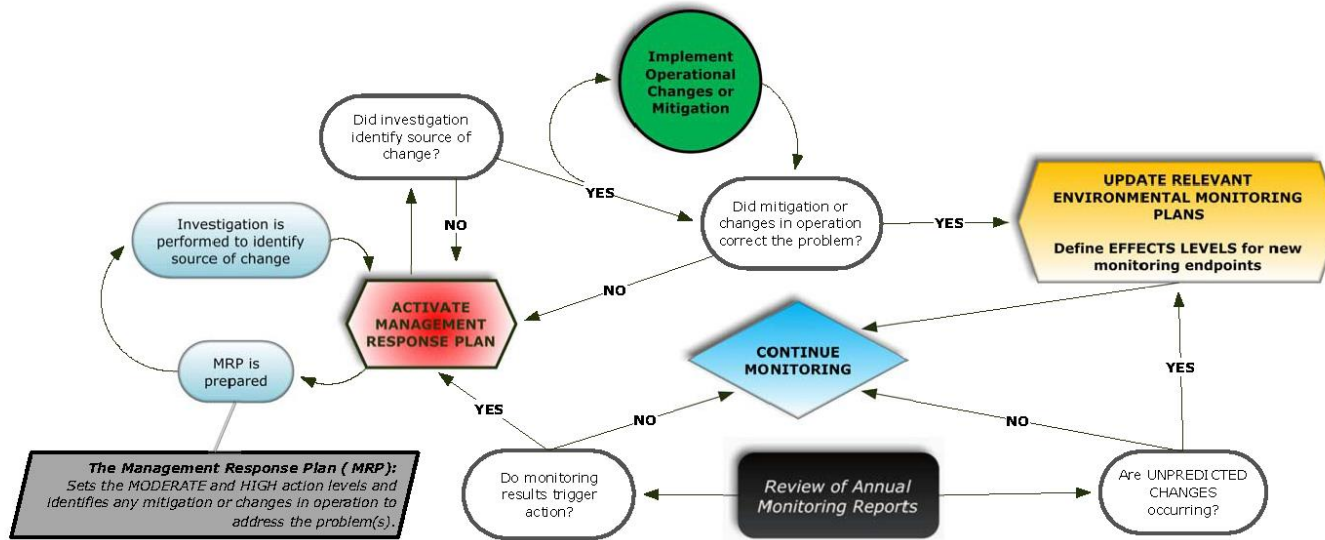 Implement
Operational
Changes or
Mitigation
Did investigation
identify source of
change?
YES
NO
Did mitigation or
changes in operation
correct the problem?
YES
UPDATE RELEVANT
ENVIRONMENTAL MONITORING
PLANS
Define EFFECTS LEVELS for new
monitoring endpoints
Investigation is
performed to identify
source of change
NO
ACTIVATE
MANAGEMENT
RESPONSE PLAN
CONTINUE
MONITORING
MRP is
prepared
YES
YES
NO
NO
The Management Response Plan ( MRP):
Sets the MODERATE and HIGH action levels and
identifies any mitigation or changes in operation to
address the problem(s).
Do monitoring
results trigger
action?
Review of Annual
Monitoring Reports
Are UNPREDICTED
CHANGES
occurring?